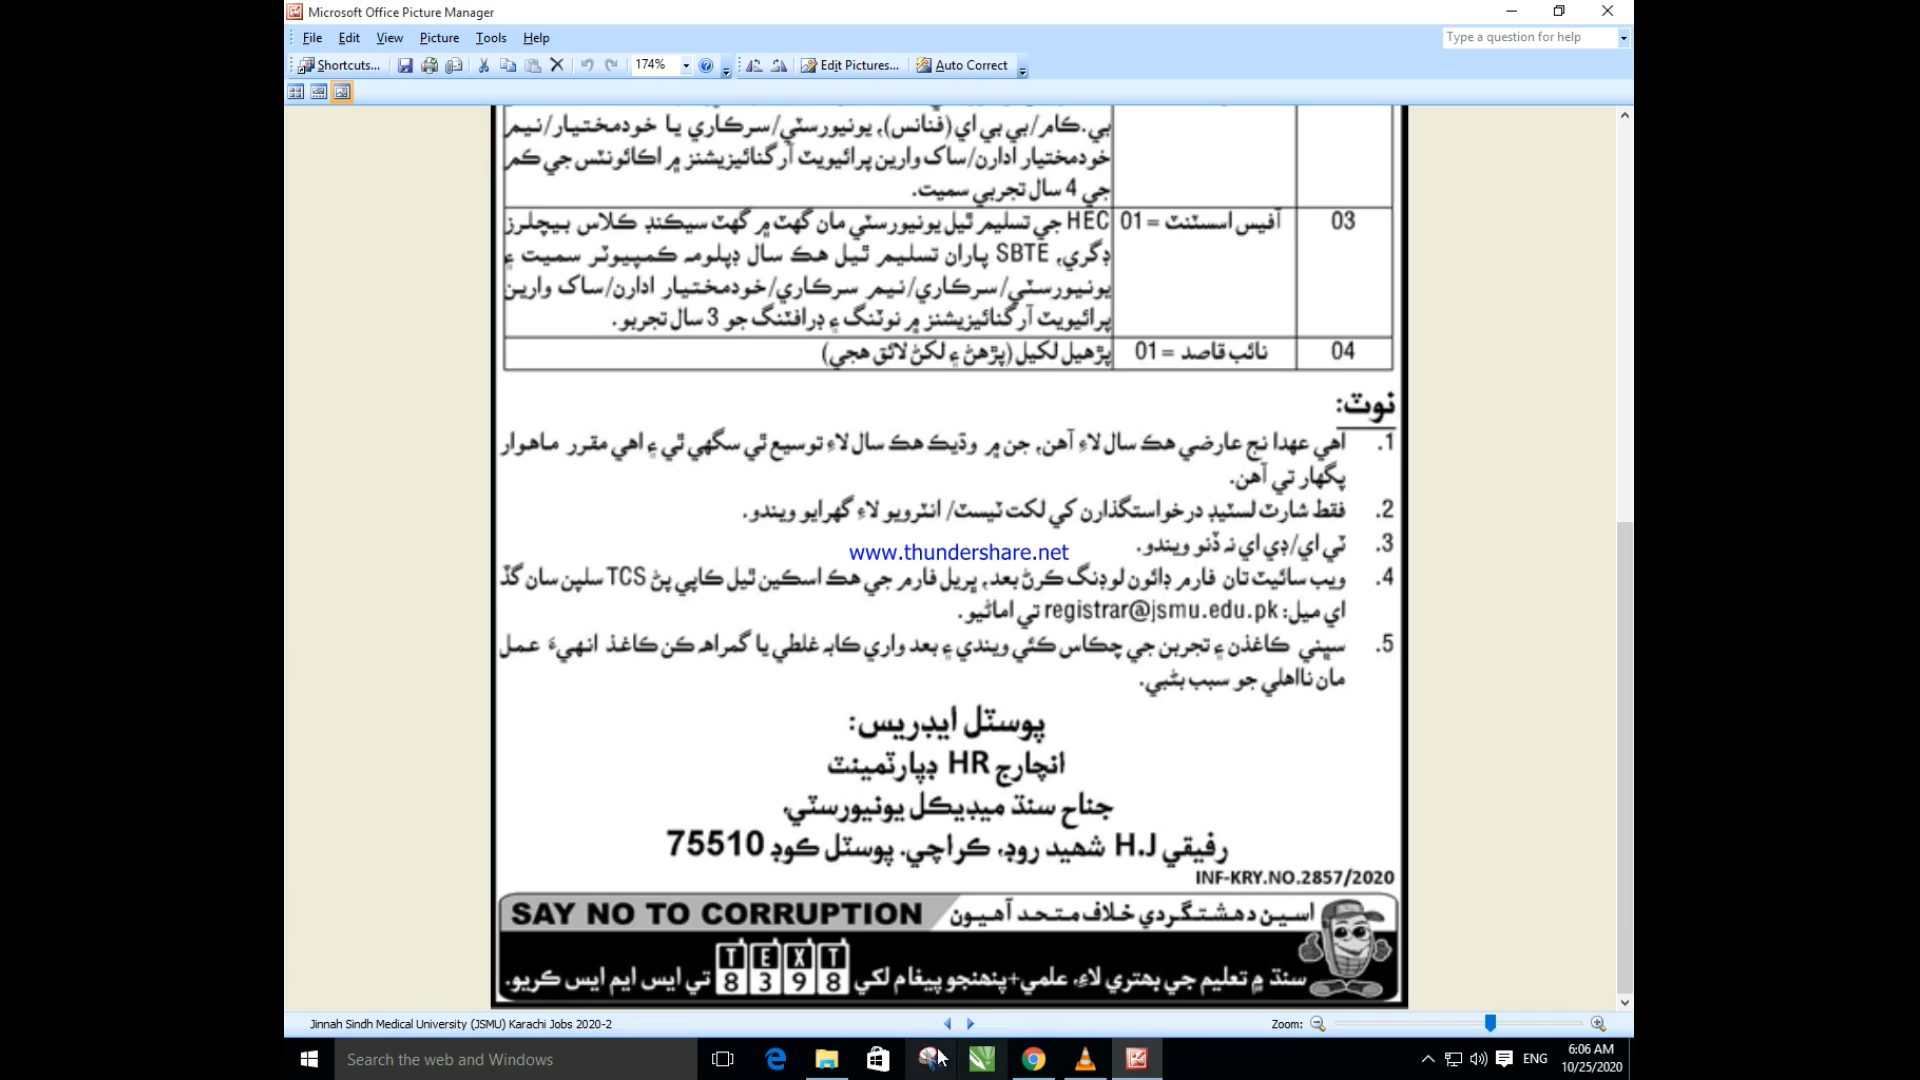 Microsoft Office Picture Manager
File Edit View Picture Tools Help
Type a question for help
Shortcuts... 174% Edit Pictures... Auto Correct
بي.ڪام/بي بي اي (فنانس)، يونيورسٽي/سرڪاري يا خودمختيار/نيم
خودمختيار ادارن/ساک وارين پرائيويٽ آرگنائيزيشنز ۾ اڪائونٽس جي ڪم
جي 4 سال تجربي سميت.
03 آفيس اسسٽنٽ = 01 HEC جي تسليم ٿيل يونيورسٽي مان گهٽ ۾ گهٽ سيڪنڊ ڪلاس بيچلرز
ڊگري، SBTE پاران تسليم ٿيل هڪ سال ڊپلومه ڪمپيوٽر سميت ۽
يونيورسٽي/سرڪاري/نيم سرڪاري/خودمختيار ادارن/ساک وارين
پرائيويٽ آرگنائيزيشنز ۾ نوٽنگ ۽ ڊرافٽنگ جو 3 سال تجربو.
04 نائب قاصد = 01 پڙهيل لکيل (پڙهڻ ۽ لکڻ لائق هجي)
نوٽ:
1. اهي عهدا نج عارضي هڪ سال لاءِ آهن، جن ۾ وڌيڪ هڪ سال لاءِ توسيع ٿي سگهي ٿي ۽ اهي مقرر ماهوار
پگهار تي آهن.
2. فقط شارٽ لسٽيڊ درخواستگذارن کي لکت ٽيسٽ/ انٽرويو لاءِ گهرايو ويندو.
3. ٽي اي/ڊي اي نه ڏنو ويندو.
www.thundershare.net
4. ويب سائيٽ تان فارم ڊائون لوڊنگ ڪرڻ بعد، ڀريل فارم جي هڪ اسڪين ٿيل ڪاپي پڻ TCS سلپن سان گڏ
اي ميل: registrar@jsmu.edu.pk تي اماڻيو.
5. سڀني ڪاغذن ۽ تجربن جي چڪاس ڪئي ويندي ۽ بعد واري ڪابه غلطي يا گمراهه ڪن ڪاغذ انهيءَ عمل
مان نااهلي جو سبب بڻبي.
پوسٽل ايڊريس:
انچارج HR ڊپارٽمينٽ
جناح سنڌ ميڊيڪل يونيورسٽي،
رفيقي H.J شهيد روڊ، ڪراچي. پوسٽل ڪوڊ 75510
INF-KRY.NO.2857/2020
SAY NO TO CORRUPTION اسين دهشتگردي خلاف متحد آهيون
سنڌ ۾ تعليم جي بهتري لاءِ، علمي+پنهنجو پيغام لکي TEXT 8398 تي ايس ايم ايس ڪريو.
Jinnah Sindh Medical University (JSMU) Karachi Jobs 2020-2 Zoom:
Search the web and Windows ENG 6:06 AM
10/25/2020